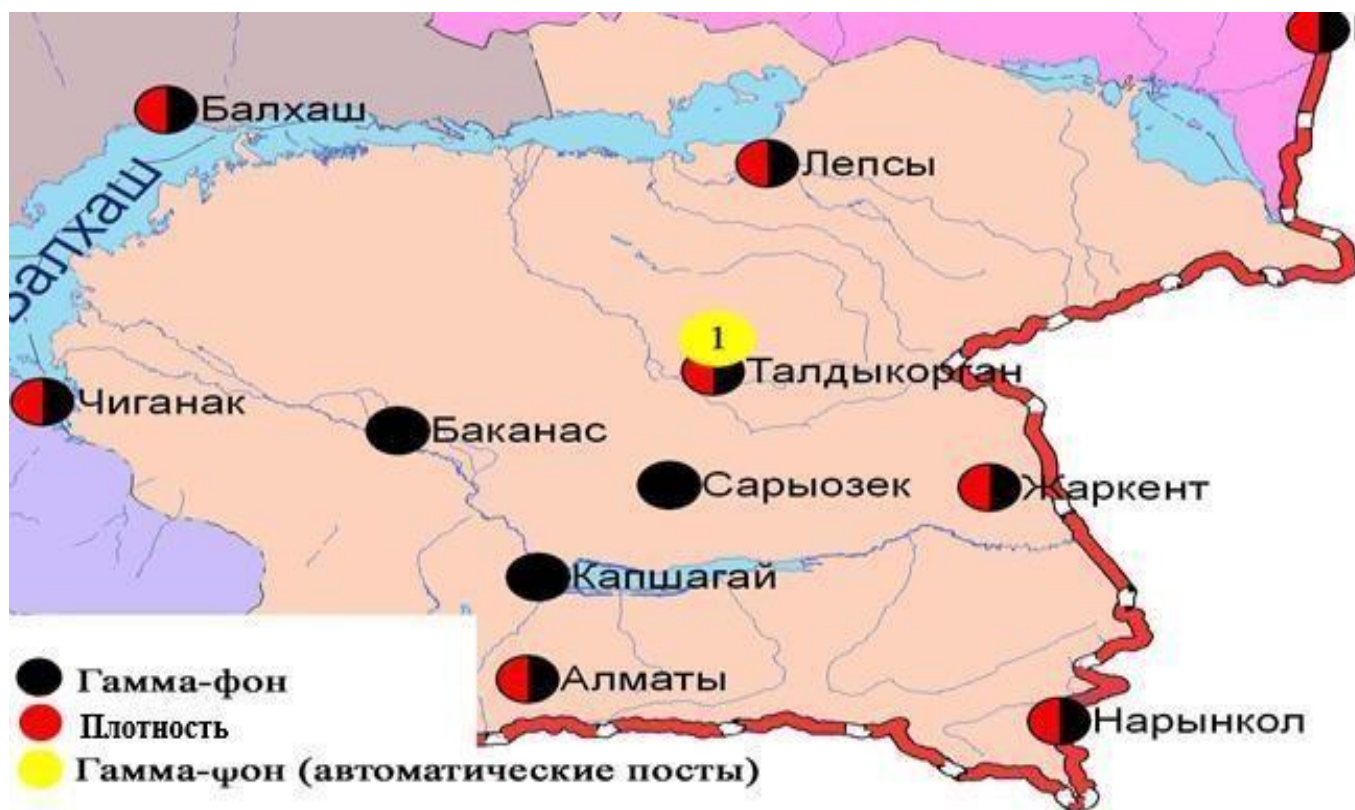 Балхаш
Лепсы
Балхаш
1
Талдыкорган
Чиганак
Баканас
Сарыозек
Жаркент
Капшагай
Алматы
Нарынкол
Гамма-фон
Плотность
Гамма-фон (автоматические посты)